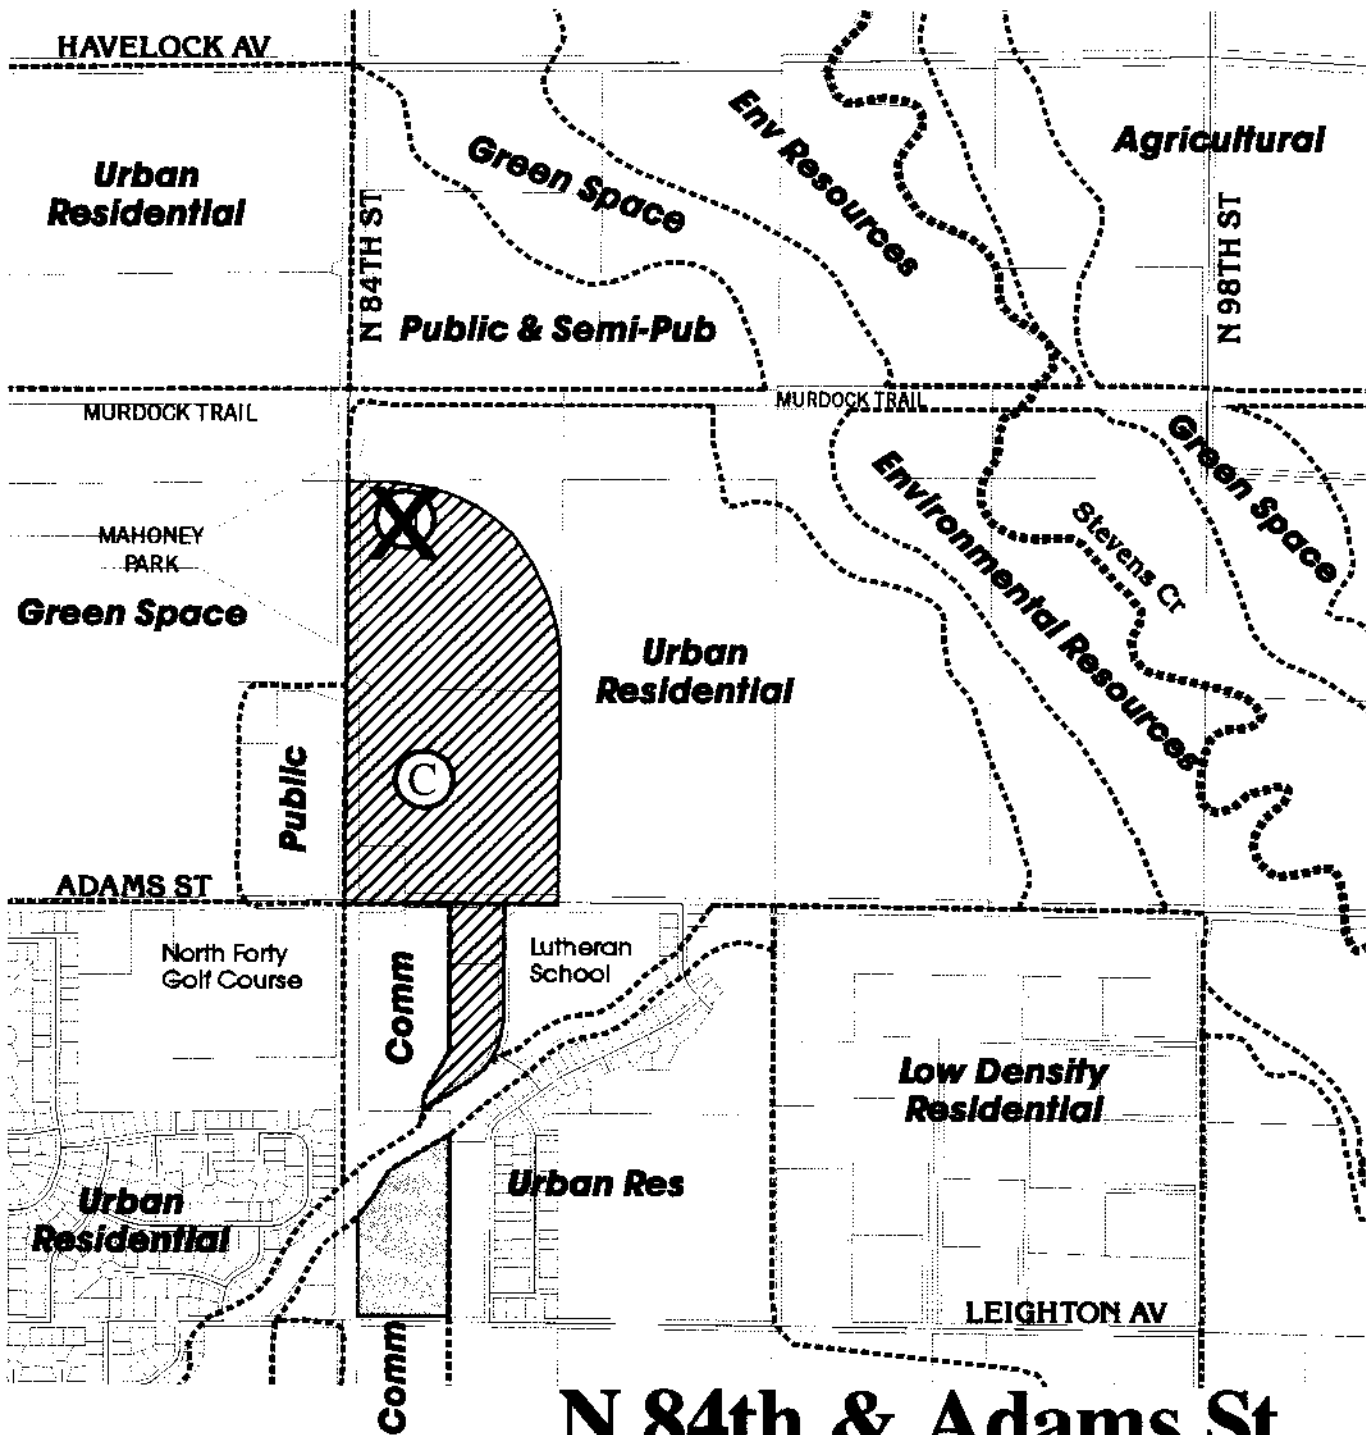 HAVELOCK AV
Urban
Residential
N 84TH ST
Green Space
Env Resources
Agricultural
N 98TH ST
Public & Semi-Pub
MURDOCK TRAIL
MURDOCK TRAIL
X
MAHONEY
PARK
Green Space
Urban
Residential
Environmental Resources
Stevens Cr
Green Space
Public
C
ADAMS ST
North Forty
Golf Course
Comm
Lutheran
School
Low Density
Residential
Urban
Residential
Urban Res
LEIGHTON AV
Comm
N 84th & Adams St